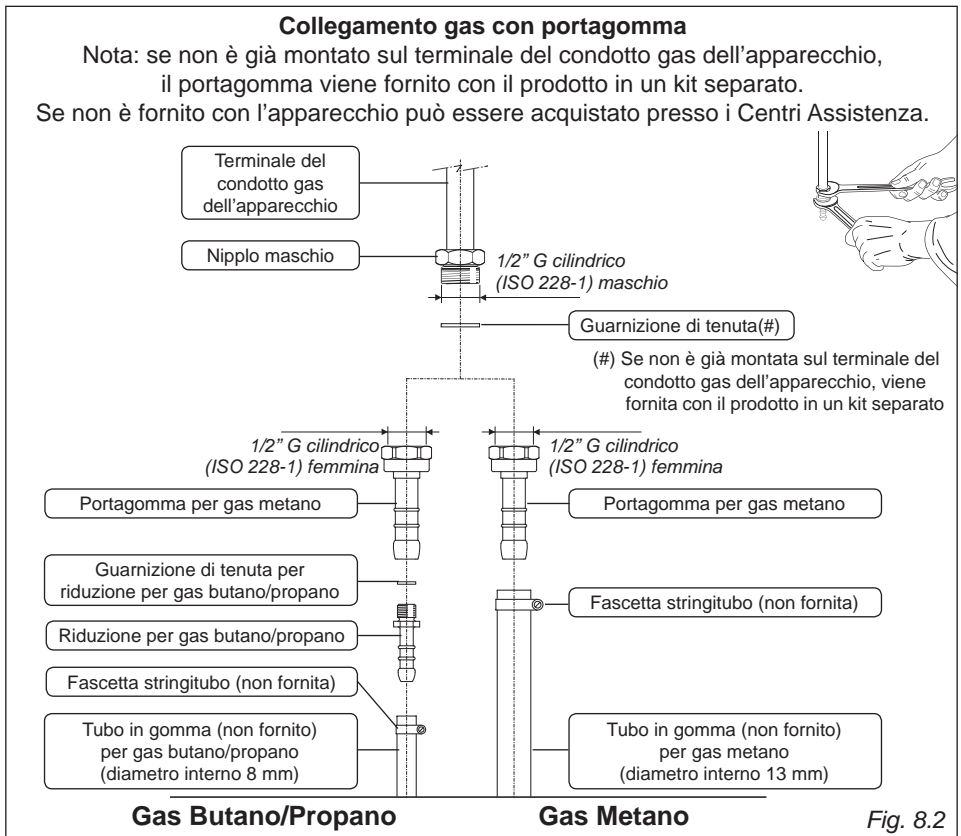 Collegamento gas con portagomma
Nota: se non è già montato sul terminale del condotto gas dell’apparecchio,
il portagomma viene fornito con il prodotto in un kit separato.
Se non è fornito con l’apparecchio può essere acquistato presso i Centri Assistenza.
Terminale del
condotto gas
dell’apparecchio
Nipplo maschio
1/2” G cilindrico
(ISO 228-1) maschio
Guarnizione di tenuta(#)
(#) Se non è già montata sul terminale del
condotto gas dell’apparecchio, viene
fornita con il prodotto in un kit separato
1/2” G cilindrico
(ISO 228-1) femmina
1/2” G cilindrico
(ISO 228-1) femmina
Portagomma per gas metano
Portagomma per gas metano
Guarnizione di tenuta per
riduzione per gas butano/propano
Fascetta stringitubo (non fornita)
Riduzione per gas butano/propano
Fascetta stringitubo (non fornita)
Tubo in gomma (non fornito)
per gas butano/propano
(diametro interno 8 mm)
Tubo in gomma (non fornito)
per gas metano
(diametro interno 13 mm)
Gas Butano/Propano
Gas Metano
Fig. 8.2